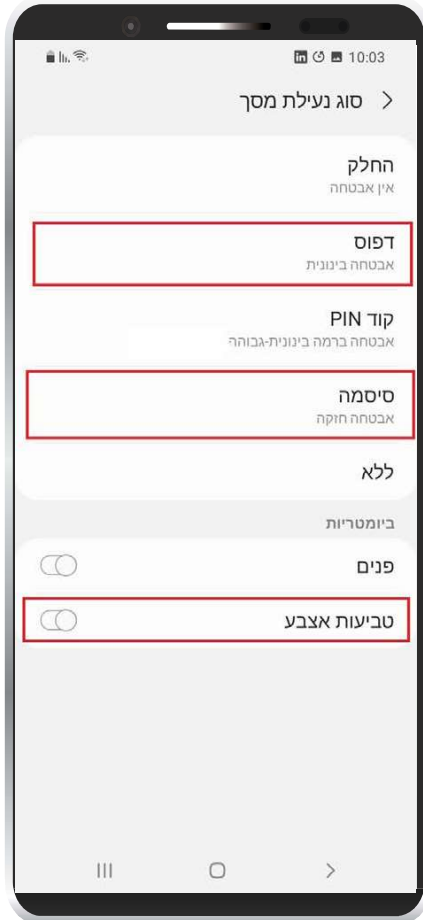 10:03
סוג נעילת מסך
החלק
אין אבטחה
דפוס
אבטחה בינונית
קוד PIN
אבטחה ברמה בינונית-גבוהה
סיסמה
אבטחה חזקה
ללא
ביומטריות
פנים
טביעות אצבע